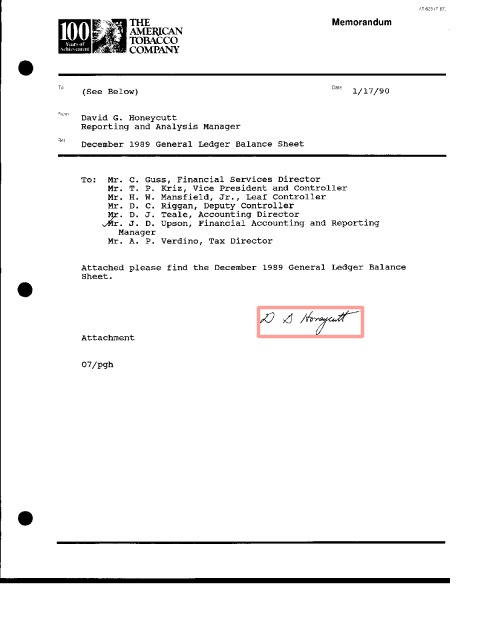 Memorandum
100
Years of
Achievement
THE
AMERICAN
TOBACCO
COMPANY
To (See Below)
Date 1/17/90
From David G. Honeycutt
Reporting and Analysis Manager
Re: December 1989 General Ledger Balance Sheet
To: Mr. C. Guss, Financial Services Director
Mr. T. P. Kriz, Vice President and Controller
Mr. H. W. Mansfield, Jr., Leaf Controller
Mr. D. C. Riggan, Deputy Controller
Mr. D. J. Teale, Accounting Director
Mr. J. D. Upson, Financial Accounting and Reporting
Manager
Mr. A. P. Verdino, Tax Director
Attached please find the December 1989 General Ledger Balance
Sheet.
D G Honeycutt
Attachment
07/pgh